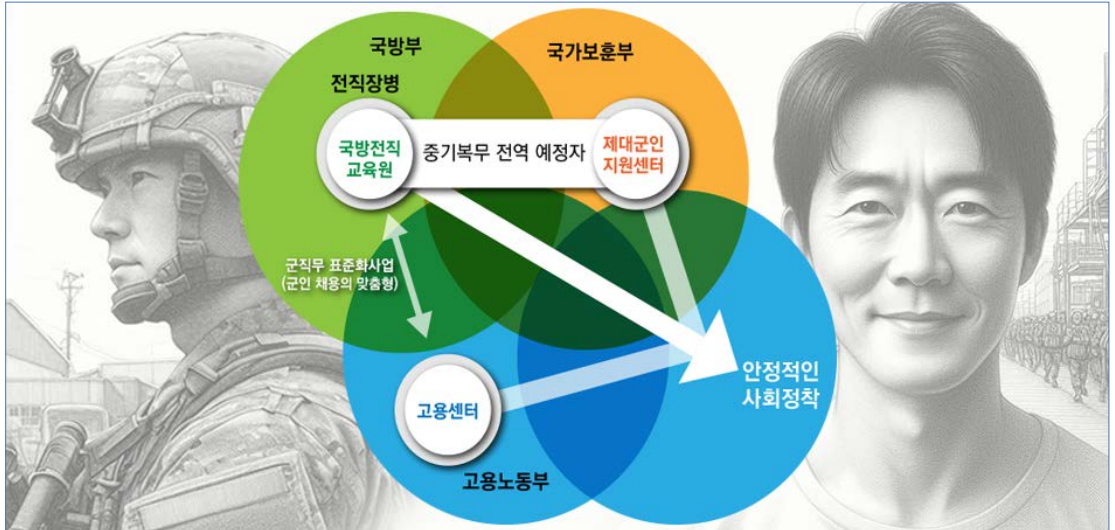 국방부
전직장병
국방전직
교육원
중기복무 전역 예정자
국가보훈부
제대군인
지원센터
군직무 표준화사업
(군인 채용의 맞춤형)
고용센터
고용노동부
안정적인
사회정착